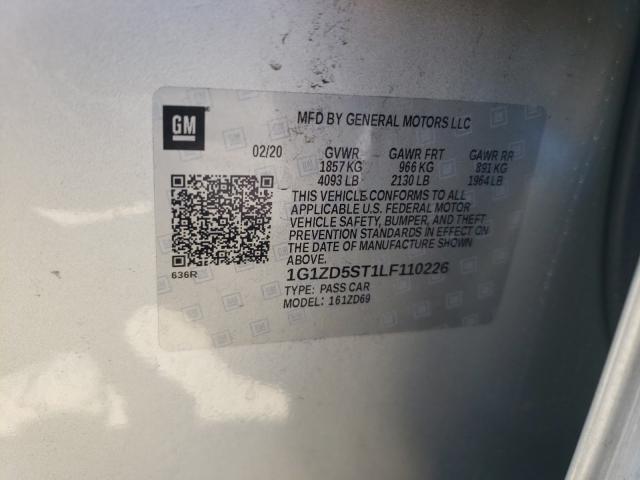 GM
MFD BY GENERAL MOTORS LLC
02/20 GVWR GAWR FRT GAWR RR
1857 KG 966 KG 891 KG
4093 LB 2130 LB 1964 LB
THIS VEHICLE CONFORMS TO ALL
APPLICABLE U.S. FEDERAL MOTOR
VEHICLE SAFETY, BUMPER, AND THEFT
PREVENTION STANDARDS IN EFFECT ON
THE DATE OF MANUFACTURE SHOWN
ABOVE.
636R
1G1ZD5ST1LF110226
TYPE: PASS CAR
MODEL: 161ZD69